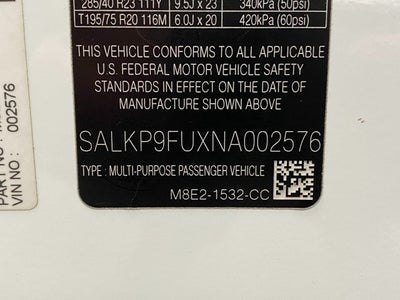 285/40 R23 111Y 9.5J x 23 340kPa (50psi)
T195/75 R20 116M 6.0J x 20 420kPa (60psi)
THIS VEHICLE CONFORMS TO ALL APPLICABLE
U.S. FEDERAL MOTOR VEHICLE SAFETY
STANDARDS IN EFFECT ON THE DATE OF
MANUFACTURE SHOWN ABOVE
SALKP9FUXNA002576
TYPE : MULTI-PURPOSE PASSENGER VEHICLE
M8E2-1532-CC
PART NO :
VIN NO : 002576